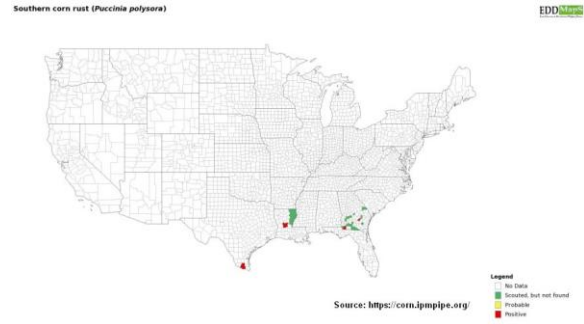 Southern corn rust (Puccinia polysora)
EDDMapS
Legend
No Data
Scouted, but not found
Probable
Positive
Source: https://corn.ipmpipe.org/